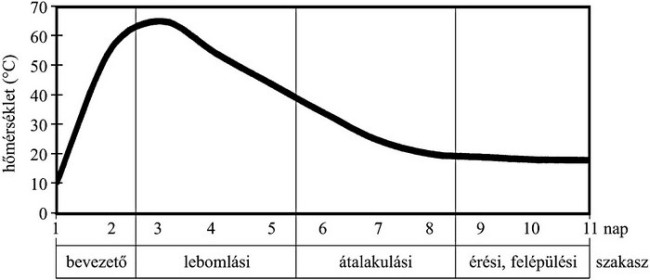 hőmérséklet (°C)
70
60
50
40
30
20
10
0
1 2 3 4 5 6 7 8 9 10 11 nap
bevezető lebomlási átalakulási érési, felépülési szakasz